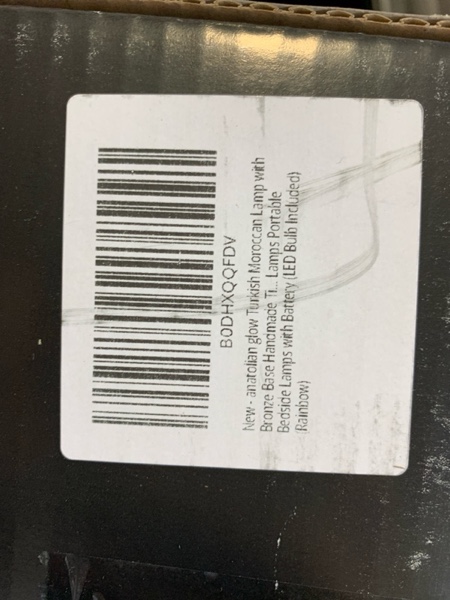 B0DHXQQFDV
New - anatolian glow Turkish Moroccan Lamp with
Bronze Base Handmade Ti... Lamps Portable
Bedside Lamps with Battery (LED Bulb Included)
(Rainbow)